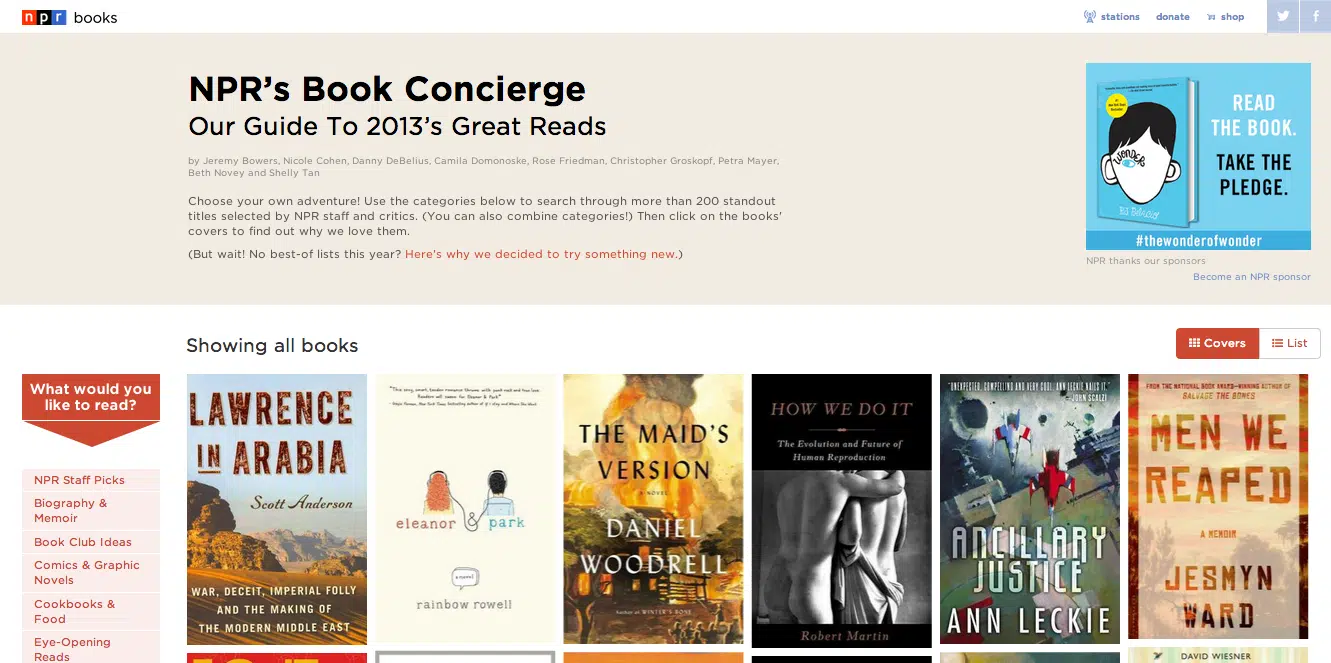 npr books
stations donate shop
NPR's Book Concierge
Our Guide To 2013's Great Reads
by Jeremy Bowers, Nicole Cohen, Danny DeBelius, Camila Domonoske, Rose Friedman, Christopher Groskopf, Petra Mayer,
Beth Novey and Shelly Tan
Choose your own adventure! Use the categories below to search through more than 200 standout
titles selected by NPR staff and critics. (You can also combine categories!) Then click on the books'
covers to find out why we love them.
(But wait! No best-of lists this year? Here's why we decided to try something new.)
WONDER
READ
THE BOOK.
TAKE THE
PLEDGE.
#thewonderofwonder
NPR thanks our sponsors
Become an NPR sponsor
Showing all books
Covers
List
What would you
like to read?
NPR Staff Picks
Biography &
Memoir
Book Club Ideas
Comics & Graphic
Novels
Cookbooks &
Food
Eye-Opening
Reads
LAWRENCE
IN ARABIA
Scott Anderson
WAR, DECEIT, IMPERIAL FOLLY
AND THE MAKING OF
THE MODERN MIDDLE EAST
eleanor & park
a novel
rainbow rowell
THE MAID'S
VERSION
A NOVEL
DANIEL
WOODRELL
Author of WINTER'S BONE
HOW WE DO IT
The Evolution and Future of
Human Reproduction
Robert Martin
"UNEXPECTED, COMPELLING AND VERY COOL. ANN LECKIE NAILS IT."
—JOHN SCALZI
ANCILLARY
JUSTICE
ANN LECKIE
FROM THE NATIONAL BOOK AWARD–WINNING AUTHOR OF
SALVAGE THE BONES
MEN WE
REAPED
A MEMOIR
JESMYN
WARD
DAVID WIESNER